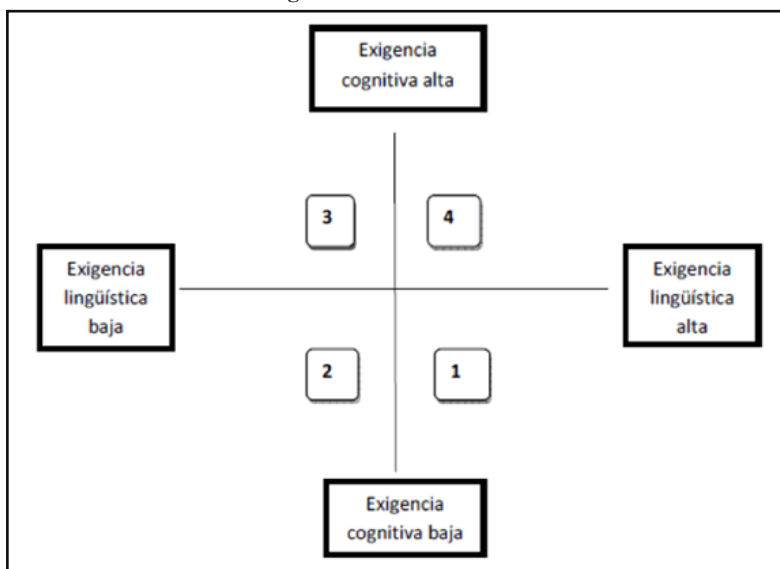 Exigencia
cognitiva alta
3
4
Exigencia
lingüística
baja
Exigencia
lingüística
alta
2
1
Exigencia
cognitiva baja